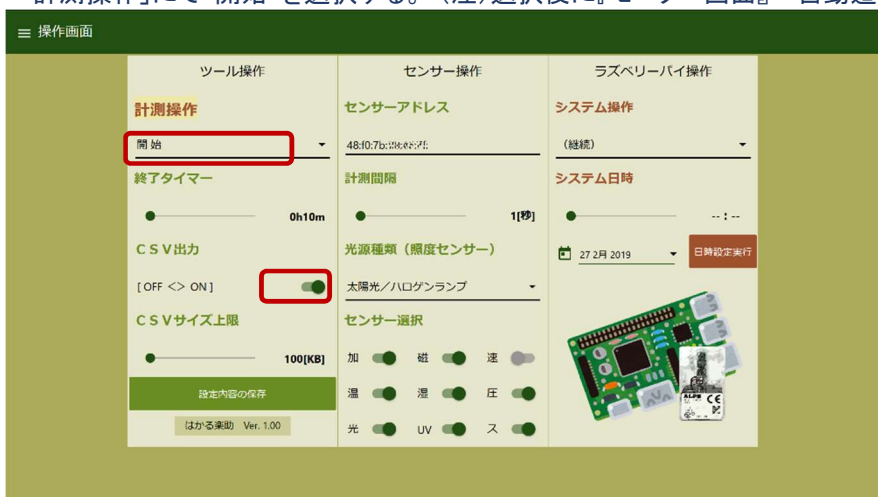 計測操作」にて"開始"を選択する。（注）選択後に『モニター画面』へ自動遷
操作画面
ツール操作
計測操作
開始
終了タイマー
0h10m
ＣＳＶ出力
[ OFF <> ON ]
ＣＳＶサイズ上限
100[KB]
設定内容の保存
はかる楽助 Ver. 1.00
センサー操作
センサーアドレス
48:f0:7b:
計測間隔
1[秒]
光源種類（照度センサー）
太陽光／ハロゲンランプ
センサー選択
加 磁 速
温 湿 圧
光 UV ス
ラズベリーパイ操作
システム操作
（継続）
システム日時
-- : --
27 2月 2019
日時設定実行
ALPS